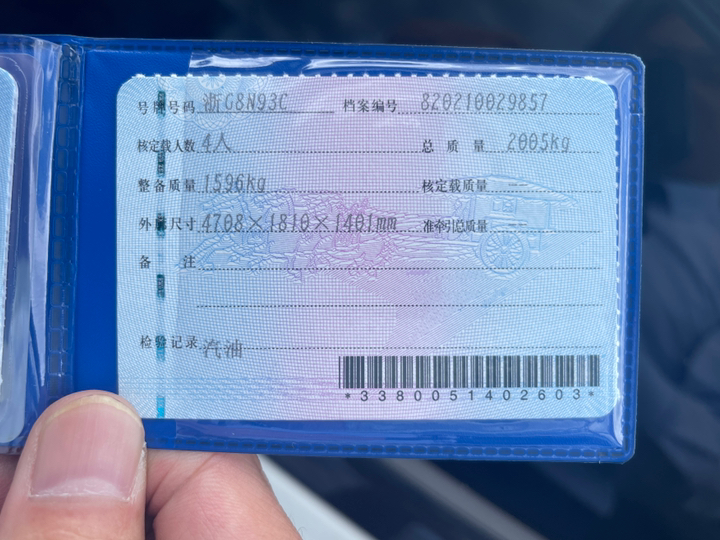 号牌号码 浙G8N93C 档案编号 820210029857
核定载人数 4人 总质量 2005kg
整备质量 1596kg 核定载质量 --
外廓尺寸 4708×1810×1401mm 准牵引总质量 --
备注
检验记录 汽油
*3380051402603*